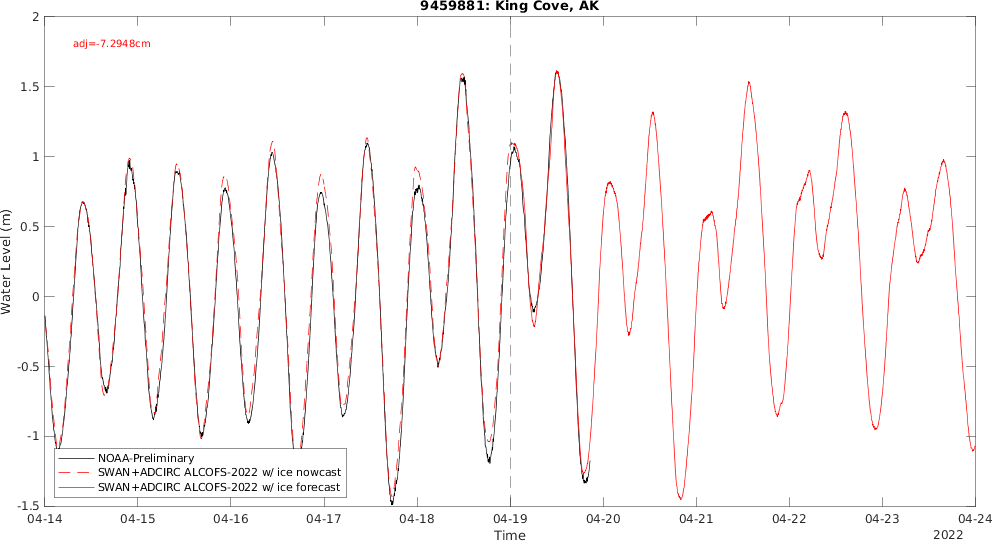 9459881: King Cove, AK
adj=-7.2948cm
Water Level (m)
2
1.5
1
0.5
0
-0.5
-1
-1.5
NOAA-Preliminary
SWAN+ADCIRC ALCOFS-2022 w/ ice nowcast
SWAN+ADCIRC ALCOFS-2022 w/ ice forecast
04-14 04-15 04-16 04-17 04-18 04-19 04-20 04-21 04-22 04-23 04-24
Time
2022